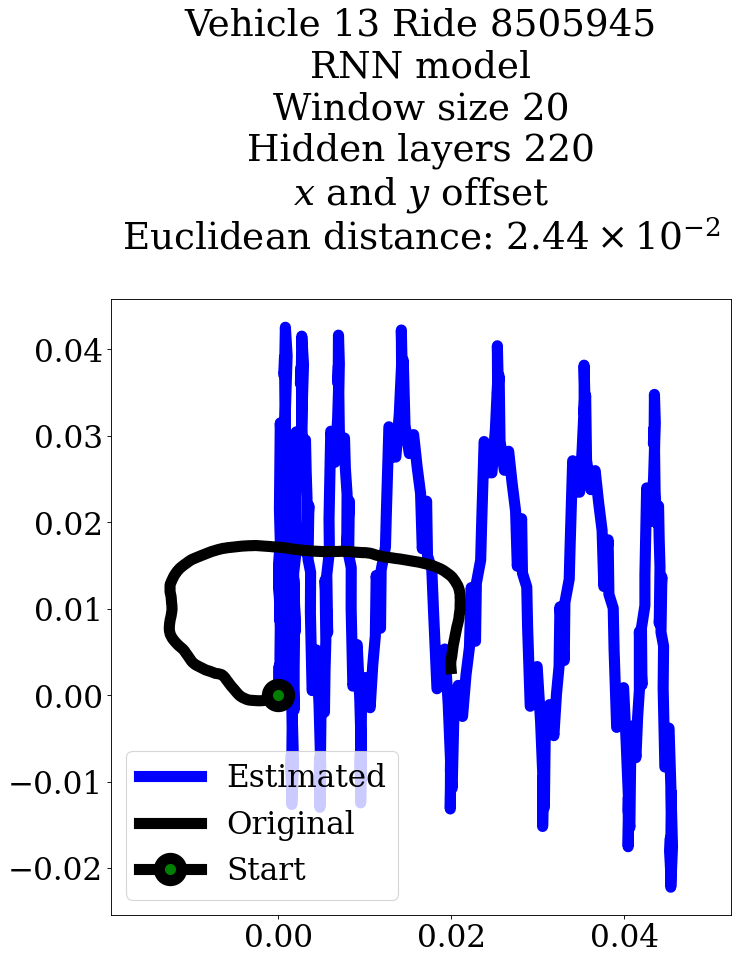 Vehicle 13 Ride 8505945
RNN model
Window size 20
Hidden layers 220
x and y offset
Euclidean distance: 2.44 × 10⁻²
0.04
0.03
0.02
0.01
0.00
−0.01
−0.02
Estimated
Original
Start
0.00 0.02 0.04